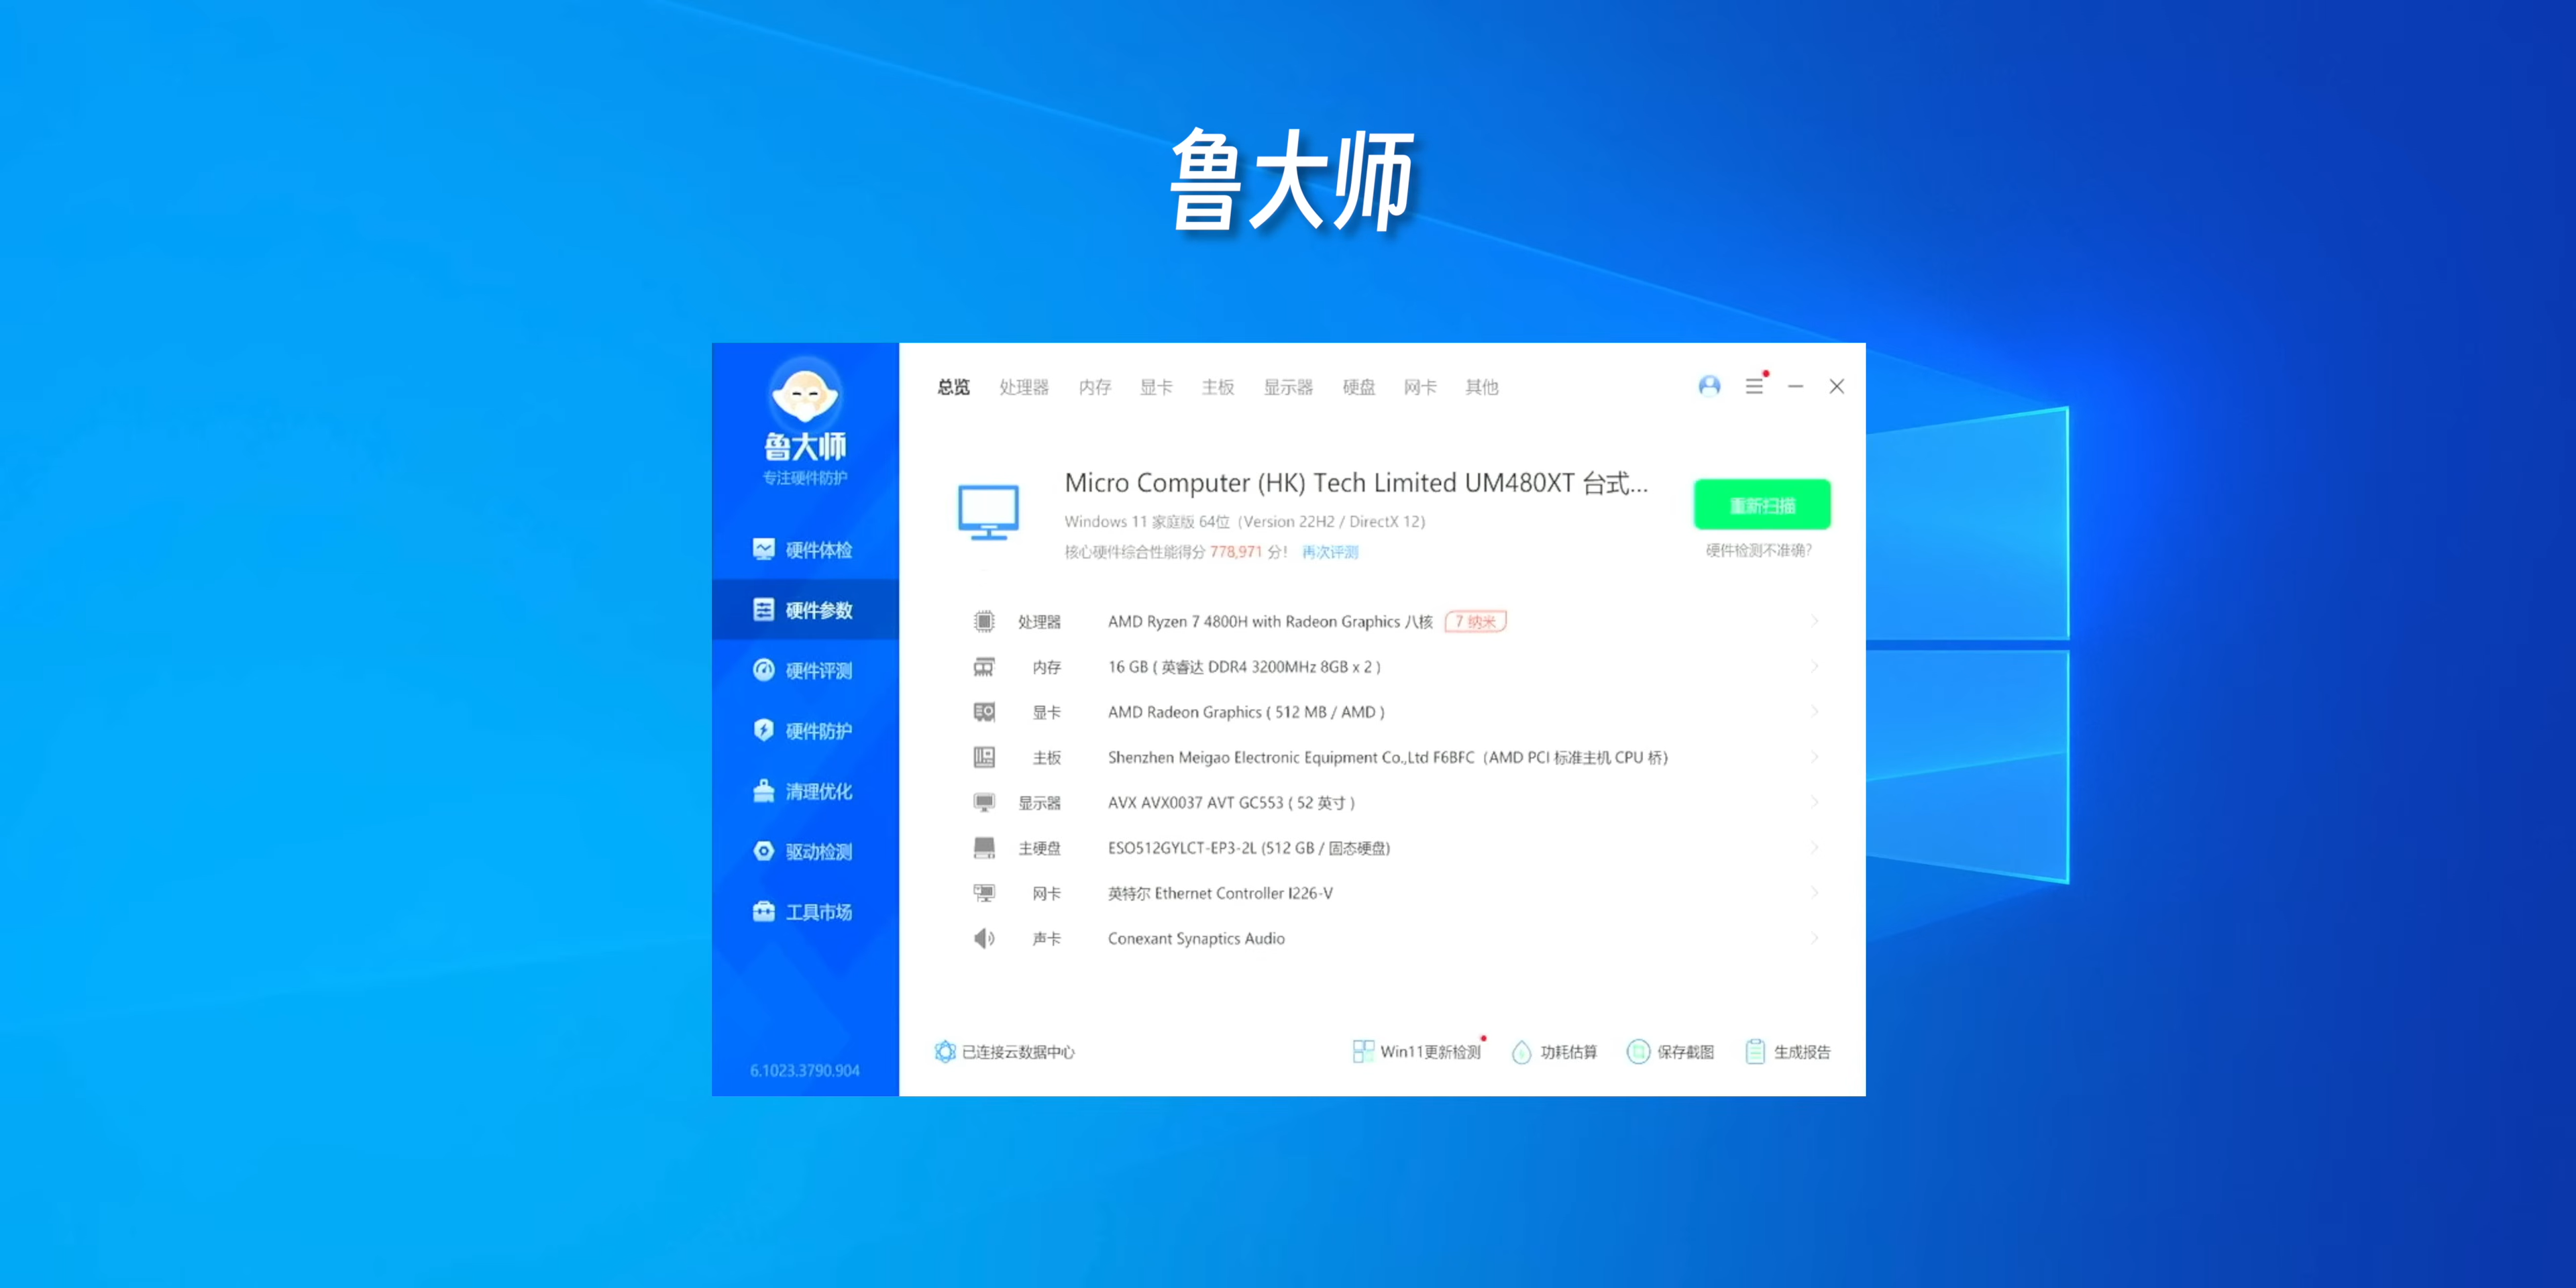 鲁大师
鲁大师
专注硬件防护
硬件体检
硬件参数
硬件评测
硬件防护
清理优化
驱动检测
工具市场
6.1023.3790.904
总览 处理器 内存 显卡 主板 显示器 硬盘 网卡 其他
Micro Computer (HK) Tech Limited UM480XT 台式...
Windows 11 家庭版 64位（Version 22H2 / DirectX 12）
核心硬件综合性能得分 778,971 分！ 再次评测
重新扫描
硬件检测不准确？
处理器 AMD Ryzen 7 4800H with Radeon Graphics 八核 7 纳米
内存 16 GB ( 英睿达 DDR4 3200MHz 8GB x 2 )
显卡 AMD Radeon Graphics ( 512 MB / AMD )
主板 Shenzhen Meigao Electronic Equipment Co.,Ltd F6BFC（AMD PCI 标准主机 CPU 桥）
显示器 AVX AVX0037 AVT GC553 ( 52 英寸 )
主硬盘 ESO512GYLCT-EP3-2L (512 GB / 固态硬盘)
网卡 英特尔 Ethernet Controller I226-V
声卡 Conexant Synaptics Audio
已连接云数据中心 Win11更新检测 功耗估算 保存截图 生成报告